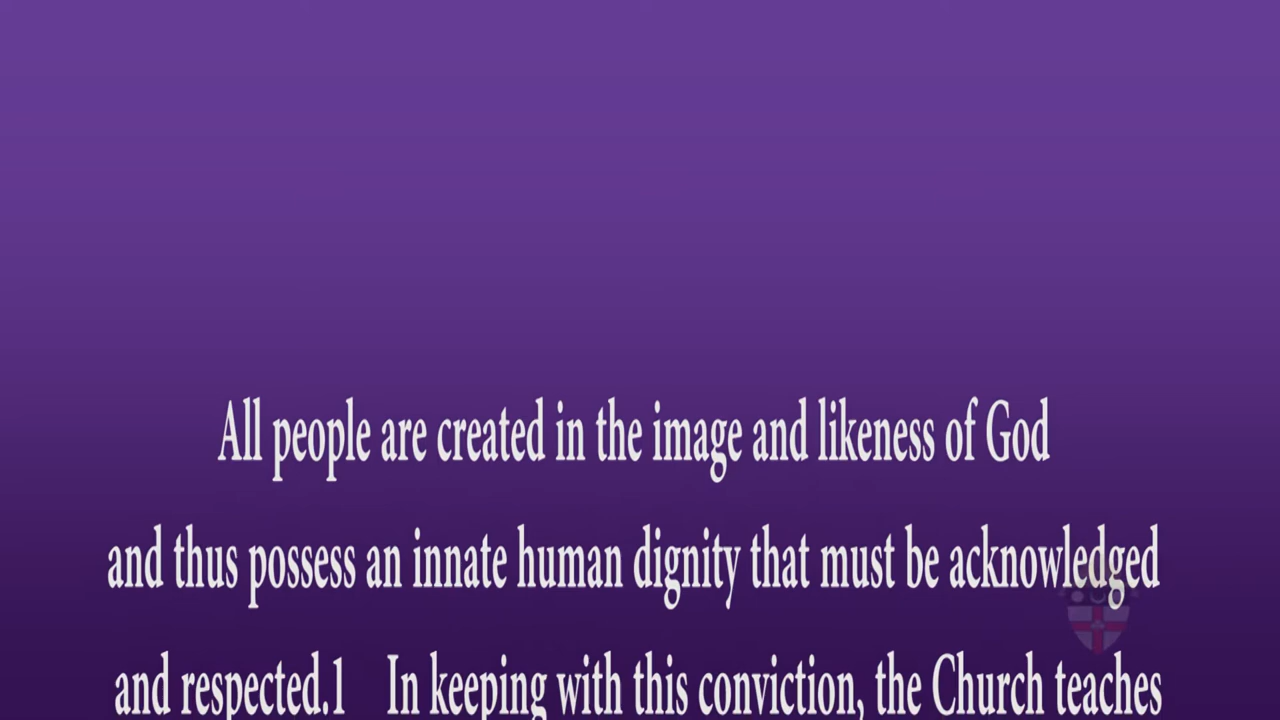 All people are created in the image and likeness of God
and thus possess an innate human dignity that must be acknowledged
and respected.1 In keeping with this conviction, the Church teaches